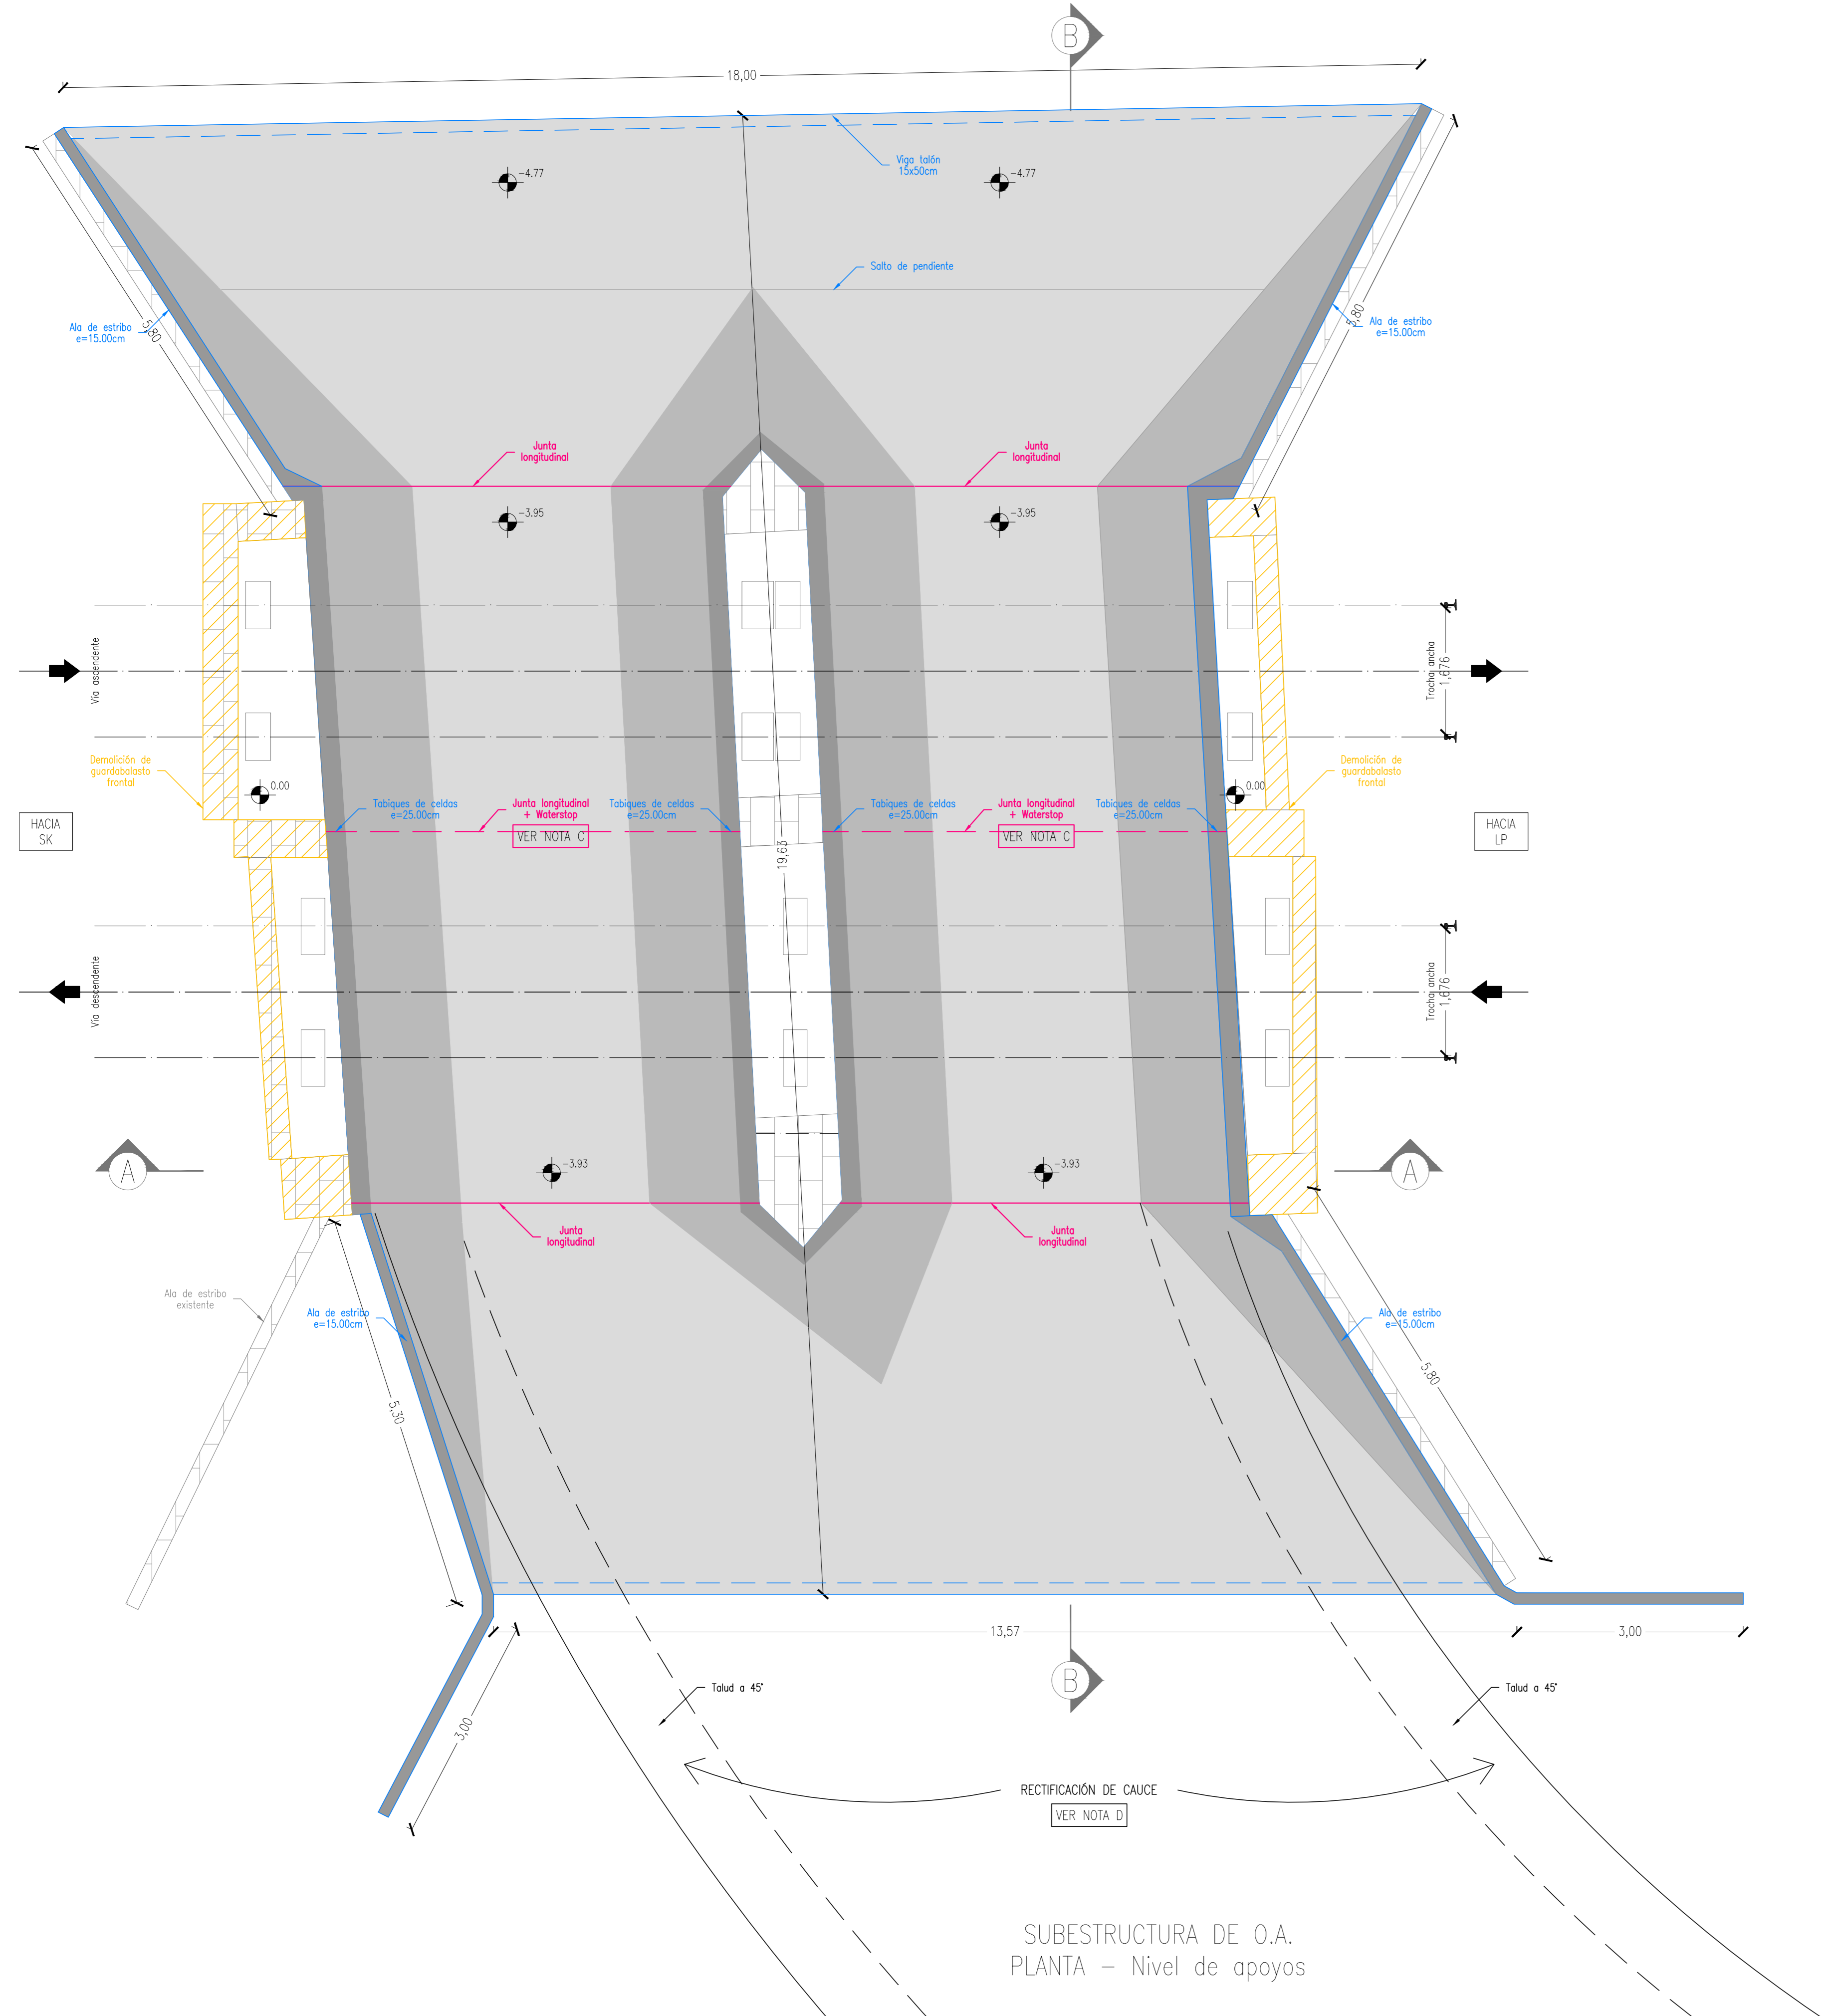 B
18,00
Viga talón
15x50cm
-4.77
-4.77
Salto de pendiente
5,80
Ala de estribo
e=15.00cm
5,80
Ala de estribo
e=15.00cm
Junta
longitudinal
Junta
longitudinal
-3.95
-3.95
Vía ascendente
Trocha ancha
1,676
Demolición de
guardabalasto
frontal
Demolición de
guardabalasto
frontal
0.00
0.00
Tabiques de celdas
e=25.00cm
Junta longitudinal
+ Waterstop
VER NOTA C
Tabiques de celdas
e=25.00cm
Tabiques de celdas
e=25.00cm
Junta longitudinal
+ Waterstop
VER NOTA C
Tabiques de celdas
e=25.00cm
HACIA
SK
HACIA
LP
19,63
Vía descendente
Trocha ancha
1,676
A
A
-3.93
-3.93
Junta
longitudinal
Junta
longitudinal
Ala de estribo
existente
Ala de estribo
e=15.00cm
Ala de estribo
e=15.00cm
5,30
5,80
13,57
3,00
B
Talud a 45°
Talud a 45°
3,00
RECTIFICACIÓN DE CAUCE
VER NOTA D
SUBESTRUCTURA DE O.A.
PLANTA – Nivel de apoyos